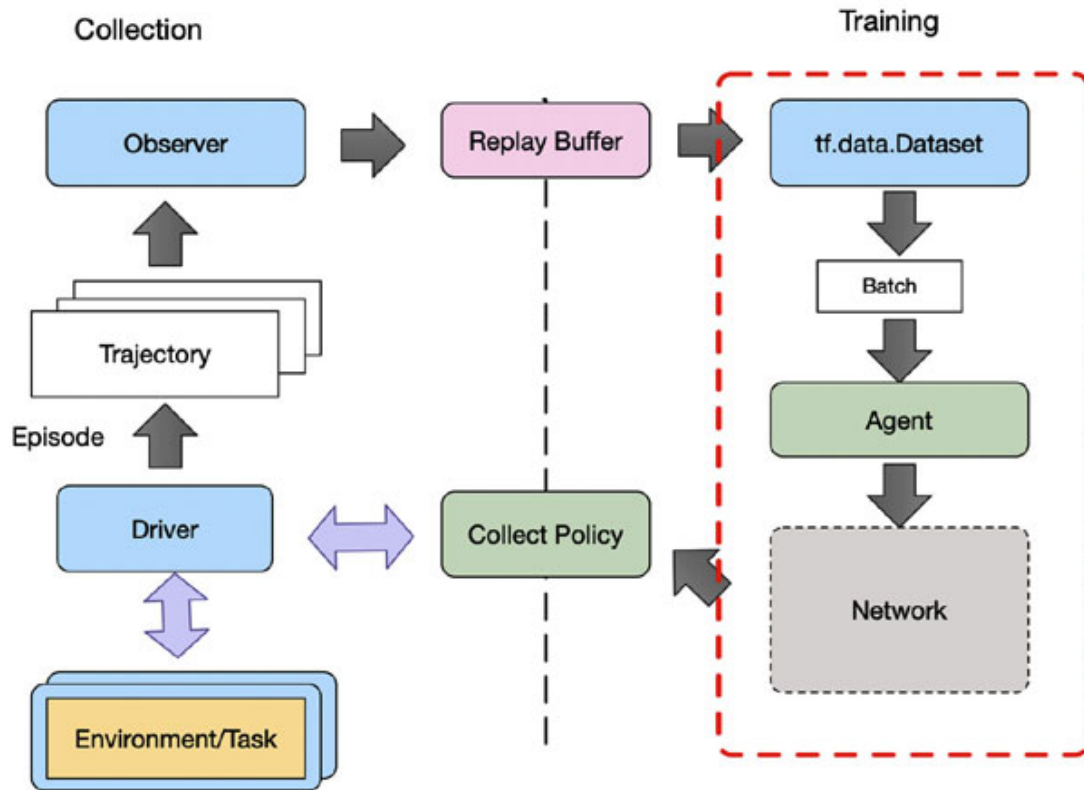 Collection
Training
Observer
Replay Buffer
tf.data.Dataset
Batch
Trajectory
Episode
Agent
Driver
Collect Policy
Network
Environment/Task